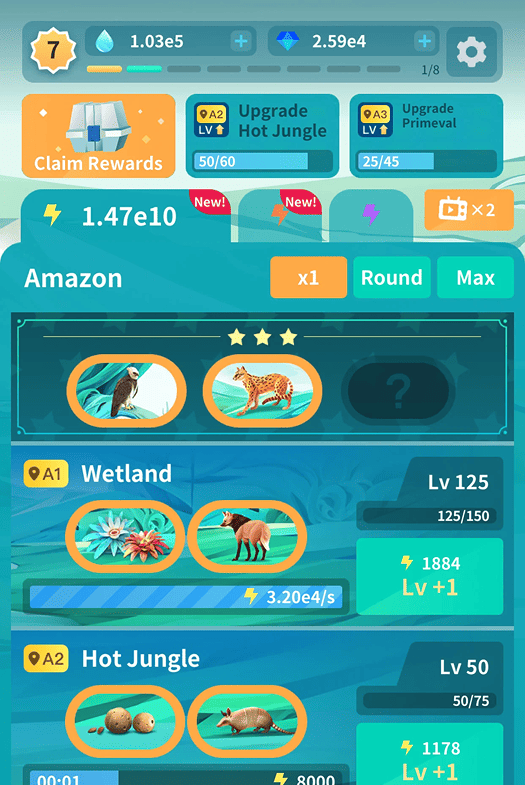 7
1.03e5
2.59e4
1/8
Claim Rewards
A2
LV
Upgrade
Hot Jungle
50/60
A3
LV
Upgrade
Primeval
25/45
1.47e10
New!
New!
×2
Amazon
x1
Round
Max
?
A1
Wetland
Lv 125
125/150
1884
Lv +1
3.20e4/s
A2
Hot Jungle
Lv 50
50/75
1178
Lv +1
00:01
8000